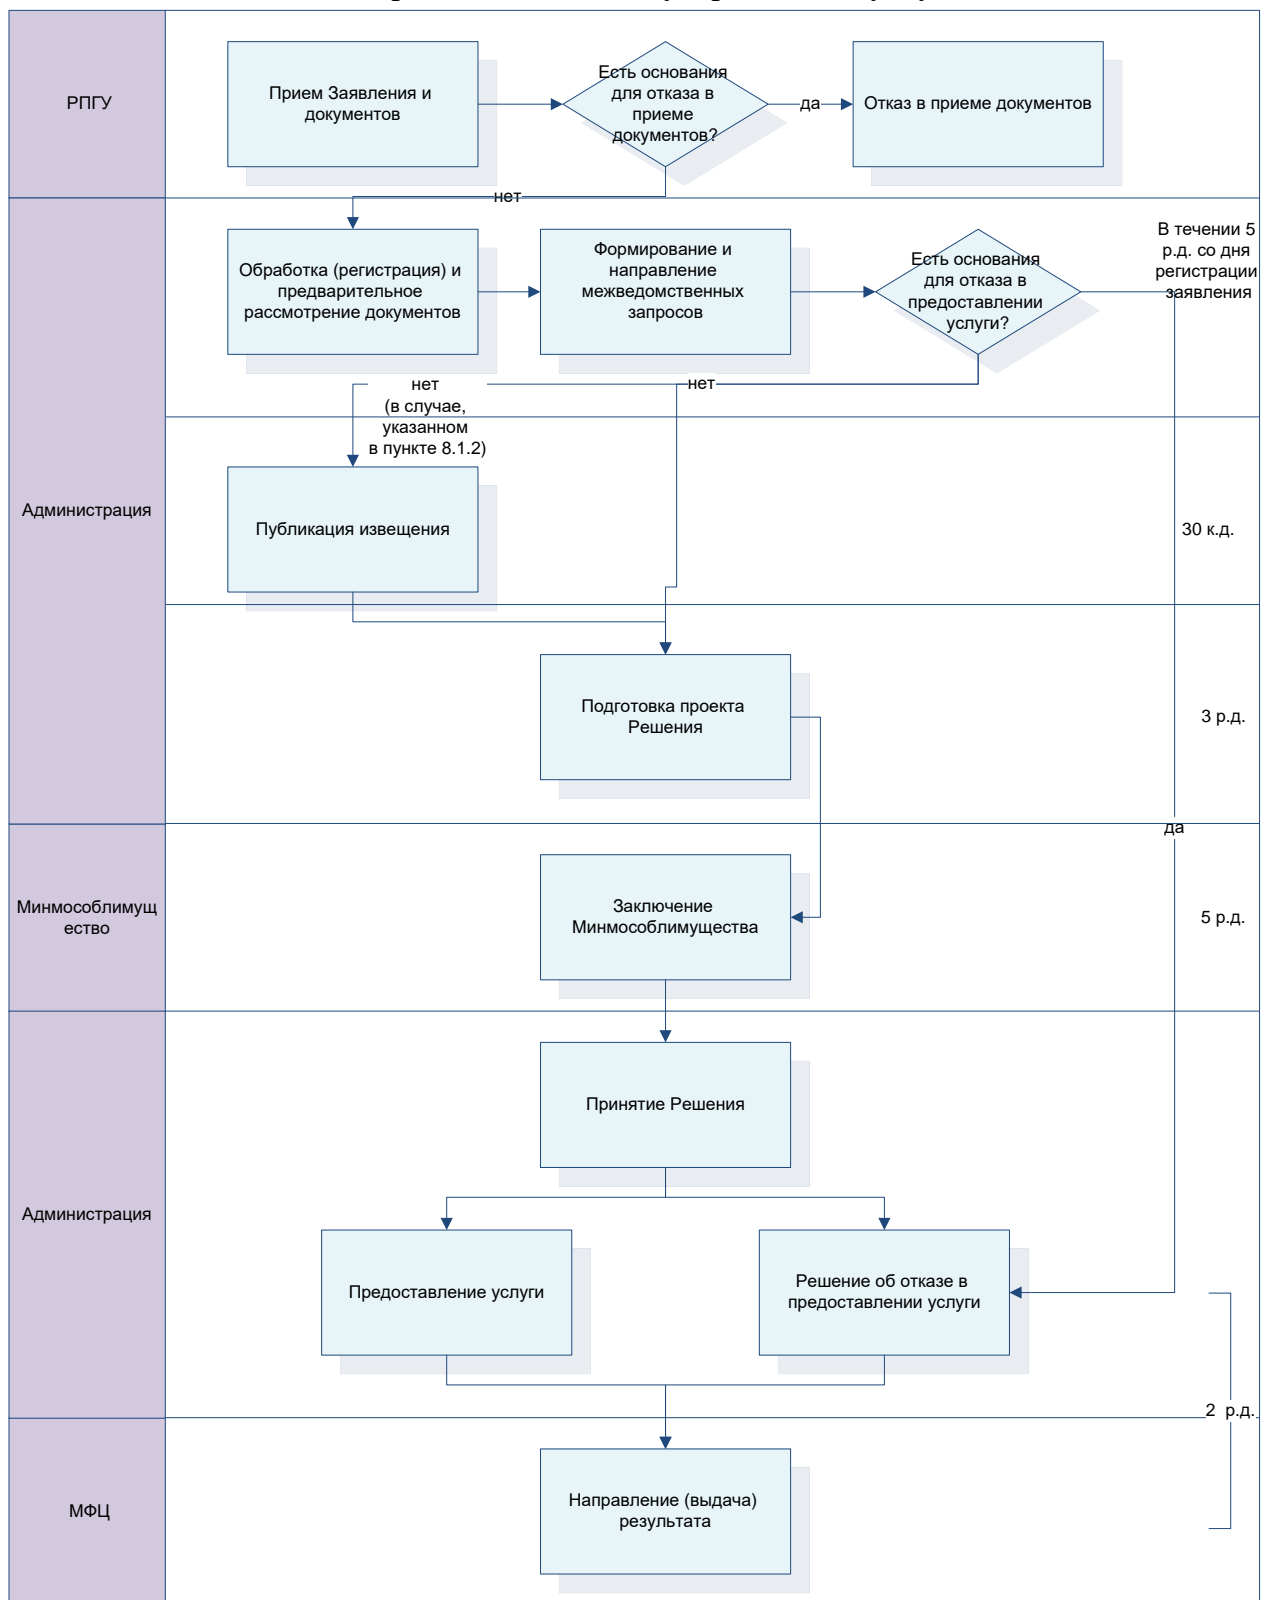 РПГУ
Прием Заявления и
документов
Есть основания
для отказа в
приеме
документов?
да
Отказ в приеме документов
нет
Обработка (регистрация) и
предварительное
рассмотрение документов
Формирование и
направление
межведомственных
запросов
Есть основания
для отказа в
предоставлении
услуги?
В течении 5
р.д. со дня
регистрации
заявления
нет
(в случае,
указанном
в пункте 8.1.2)
нет
Администрация
Публикация извещения
30 к.д.
Подготовка проекта
Решения
3 р.д.
да
Минмособлимущ
ество
Заключение
Минмособлимущества
5 р.д.
Принятие Решения
Администрация
Предоставление услуги
Решение об отказе в
предоставлении услуги
2 р.д.
МФЦ
Направление (выдача)
результата